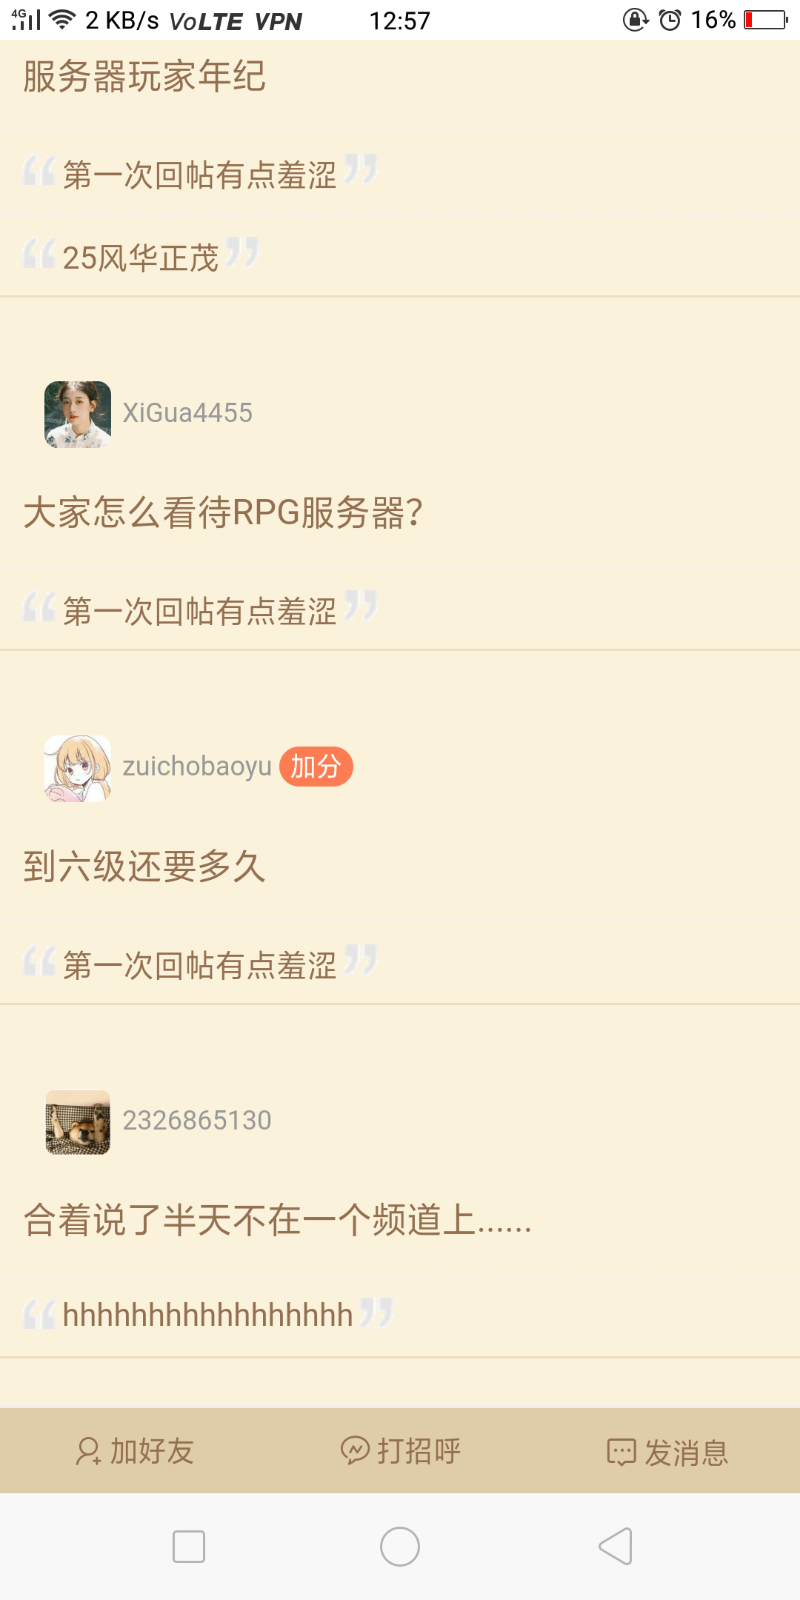 4G 2 KB/s VoLTE VPN 12:57 16%
服务器玩家年纪
“第一次回帖有点羞涩”
“25风华正茂”
XiGua4455
大家怎么看待RPG服务器？
“第一次回帖有点羞涩”
zuichobaoyu 加分
到六级还要多久
“第一次回帖有点羞涩”
2326865130
合着说了半天不在一个频道上......
“hhhhhhhhhhhhhhhhh”
加好友 打招呼 发消息